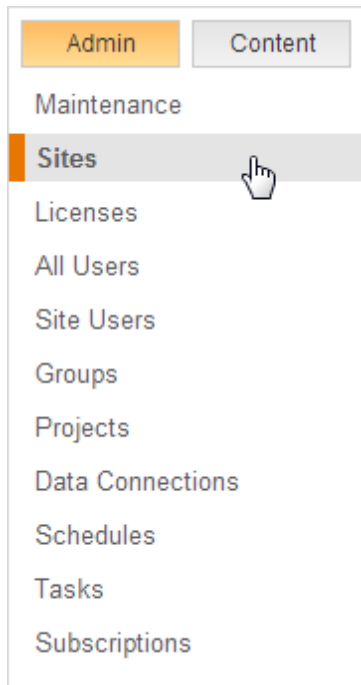 Admin Content
Maintenance
Sites
Licenses
All Users
Site Users
Groups
Projects
Data Connections
Schedules
Tasks
Subscriptions